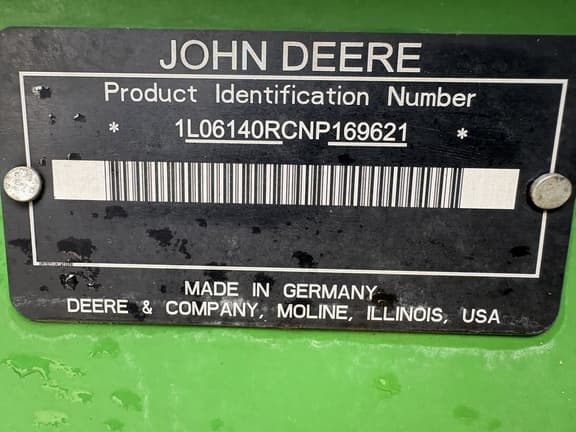 JOHN DEERE
Product Identification Number
* 1L06140RCNP169621 *
MADE IN GERMANY
DEERE & COMPANY, MOLINE, ILLINOIS, USA